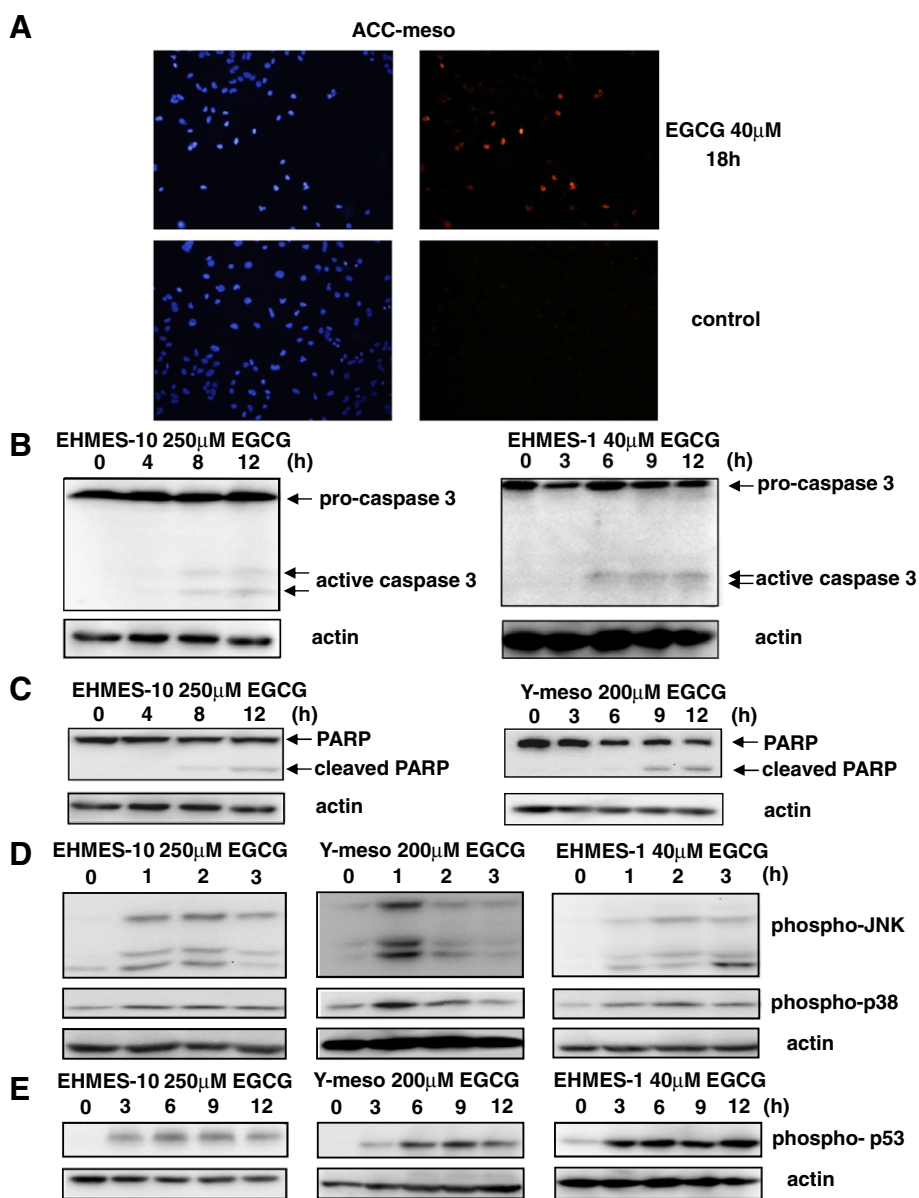 A
ACC-meso
EGCG 40μM
18h
control
B
EHMES-10 250μM EGCG
0 4 8 12 (h)
pro-caspase 3
active caspase 3
actin
EHMES-1 40μM EGCG
0 3 6 9 12 (h)
pro-caspase 3
active caspase 3
actin
C
EHMES-10 250μM EGCG
0 4 8 12 (h)
PARP
cleaved PARP
actin
Y-meso 200μM EGCG
0 3 6 9 12 (h)
PARP
cleaved PARP
actin
D
EHMES-10 250μM EGCG
0 1 2 3
Y-meso 200μM EGCG
0 1 2 3
EHMES-1 40μM EGCG
0 1 2 3 (h)
phospho-JNK
phospho-p38
actin
E
EHMES-10 250μM EGCG
0 3 6 9 12
Y-meso 200μM EGCG
0 3 6 9 12
EHMES-1 40μM EGCG
0 3 6 9 12 (h)
phospho- p53
actin